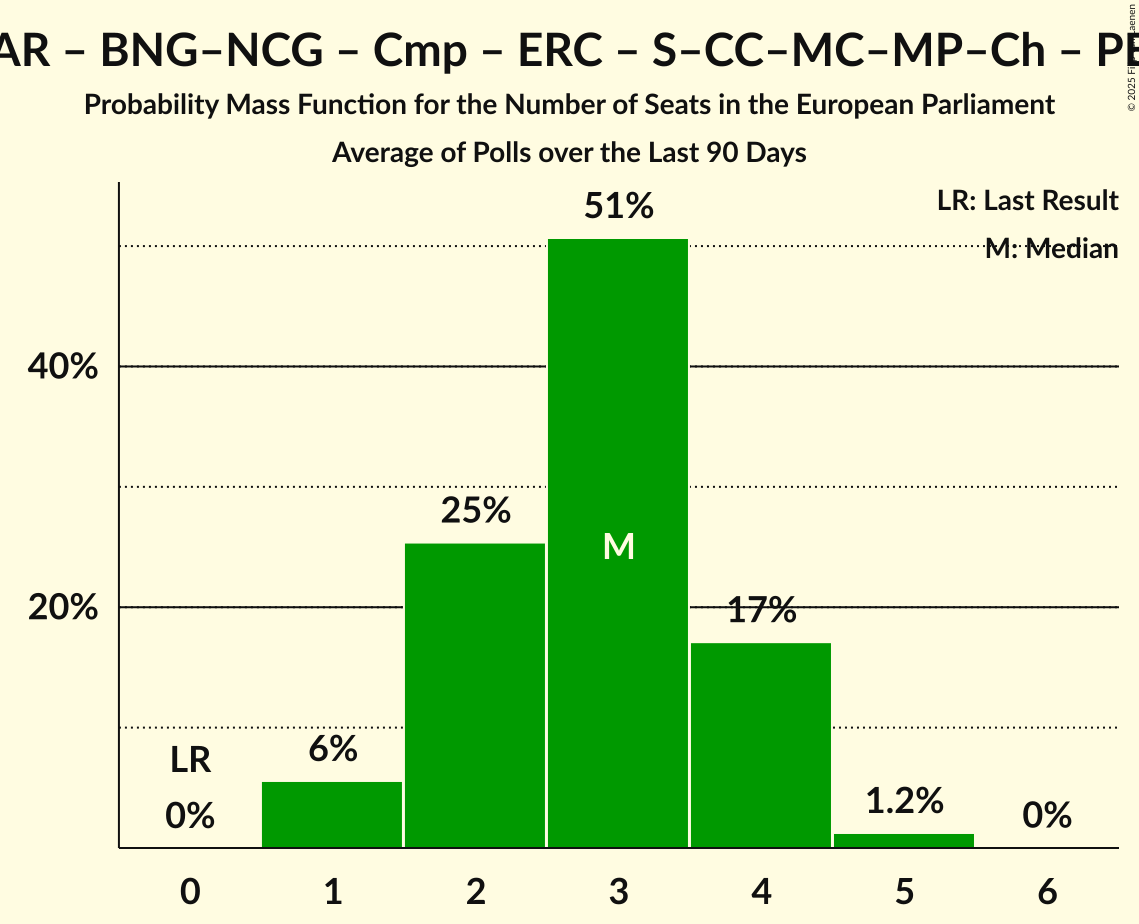 AR – BNG–NCG – Cmp – ERC – S–CC–MC–MP–Ch –
Probability Mass Function for the Number of Seats in the European Parliament
Average of Polls over the Last 90 Days
© 2025
LR: Last Result
M: Median
51%
40%
25%
M
20%
17%
LR
6%
1.2%
0%
0%
0 1 2 3 4 5 6